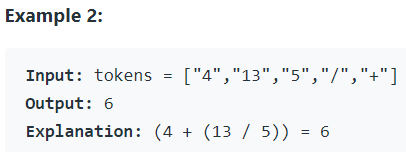 Example 2:
Input: tokens = ["4","13","5","/","+"]
Output: 6
Explanation: (4 + (13 / 5)) = 6